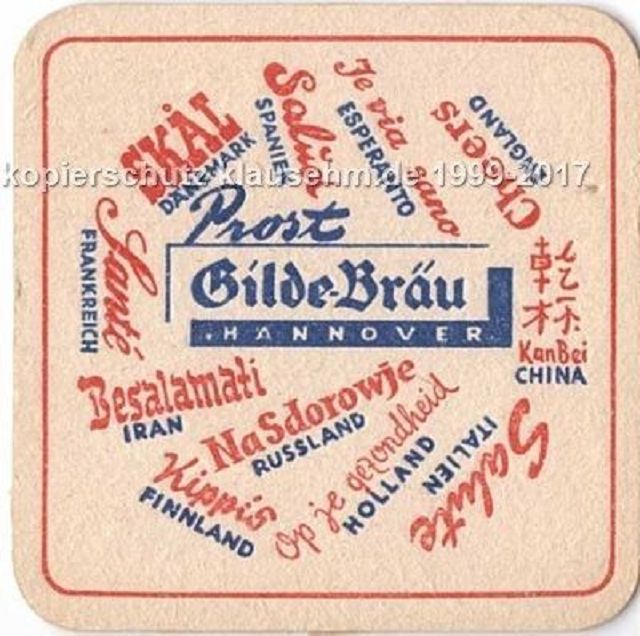 SKÅL
DÄNEMARK
Salud
SPANIEN
Je via sano
ESPERANTO
Cheers
ENGLAND
kopierschutz klausehm.de 1999-2017
Prost
Gilde-Bräu
HANNOVER
Santé
FRANKREICH
乾杯
KanBei
CHINA
Besalamati
IRAN
NaSdorowje
RUSSLAND
Kippis
FINNLAND
Op je gezondheid
HOLLAND
Salute
ITALIEN